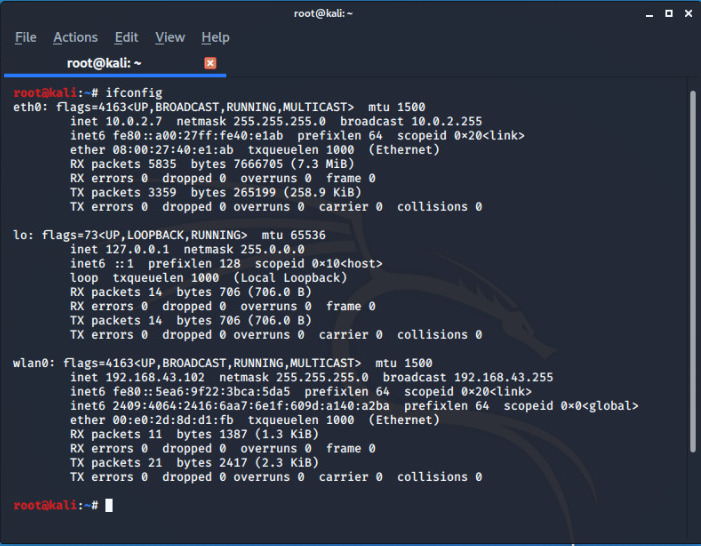 root@kali: ~
File Actions Edit View Help
root@kali: ~
root@kali:~# ifconfig
eth0: flags=4163<UP,BROADCAST,RUNNING,MULTICAST>  mtu 1500
        inet 10.0.2.7  netmask 255.255.255.0  broadcast 10.0.2.255
        inet6 fe80::a00:27ff:fe40:e1ab  prefixlen 64  scopeid 0×20<link>
        ether 08:00:27:40:e1:ab  txqueuelen 1000  (Ethernet)
        RX packets 5835  bytes 7666705 (7.3 MiB)
        RX errors 0  dropped 0  overruns 0  frame 0
        TX packets 3359  bytes 265199 (258.9 KiB)
        TX errors 0  dropped 0 overruns 0  carrier 0  collisions 0

lo: flags=73<UP,LOOPBACK,RUNNING>  mtu 65536
        inet 127.0.0.1  netmask 255.0.0.0
        inet6 ::1  prefixlen 128  scopeid 0×10<host>
        loop  txqueuelen 1000  (Local Loopback)
        RX packets 14  bytes 706 (706.0 B)
        RX errors 0  dropped 0  overruns 0  frame 0
        TX packets 14  bytes 706 (706.0 B)
        TX errors 0  dropped 0 overruns 0  carrier 0  collisions 0

wlan0: flags=4163<UP,BROADCAST,RUNNING,MULTICAST>  mtu 1500
        inet 192.168.43.102  netmask 255.255.255.0  broadcast 192.168.43.255
        inet6 fe80::5ea6:9f22:3bca:5da5  prefixlen 64  scopeid 0×20<link>
        inet6 2409:4064:2416:6aa7:6e1f:609d:a140:a2ba  prefixlen 64  scopeid 0×0<global>
        ether 00:e0:2d:8d:d1:fb  txqueuelen 1000  (Ethernet)
        RX packets 11  bytes 1387 (1.3 KiB)
        RX errors 0  dropped 0  overruns 0  frame 0
        TX packets 21  bytes 2417 (2.3 KiB)
        TX errors 0  dropped 0 overruns 0  carrier 0  collisions 0

root@kali:~#